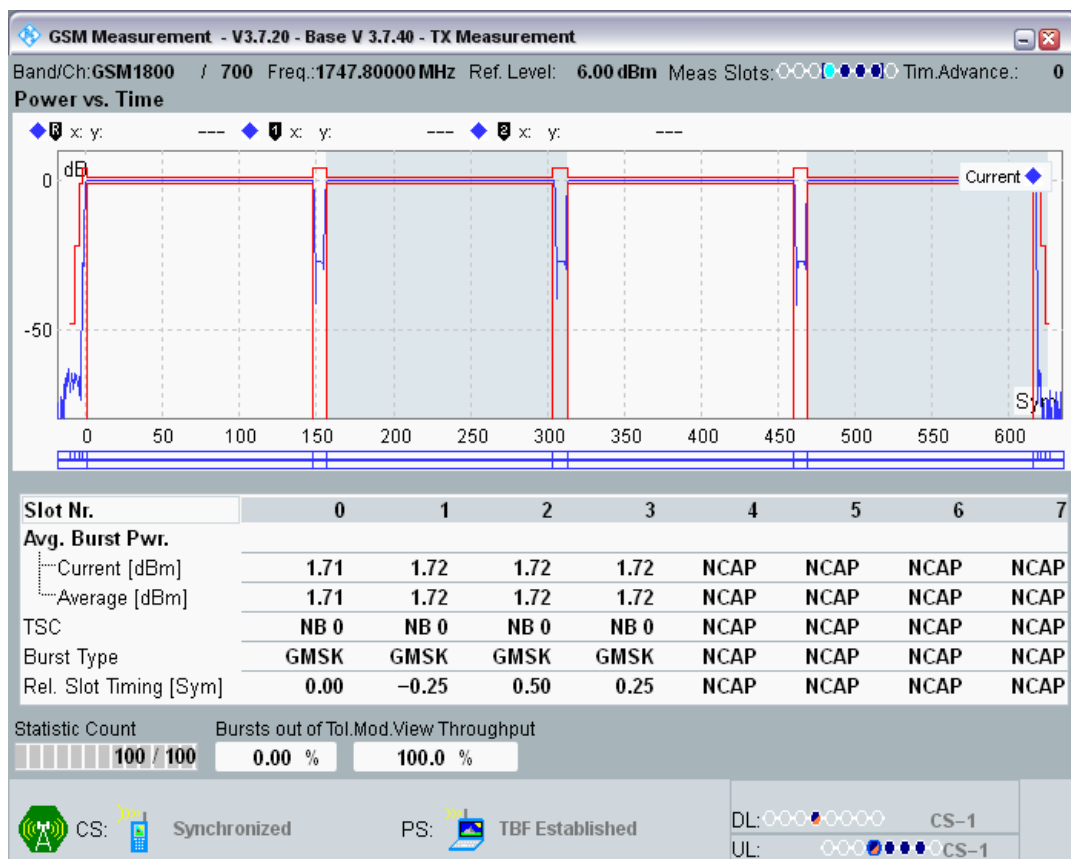 GSM Measurement - V3.7.20 - Base V 3.7.40 - TX Measurement
Band/Ch:GSM1800 / 700 Freq.:1747.80000 MHz Ref. Level: 6.00 dBm Meas Slots: Tim.Advance.: 0
Power vs. Time
R x: y: --- 1 x: y: --- 2 x: y: ---
dB
Current
0
-50
Sym
0 50 100 150 200 250 300 350 400 450 500 550 600
Slot Nr. 0 1 2 3 4 5 6 7
Avg. Burst Pwr.
Current [dBm] 1.71 1.72 1.72 1.72 NCAP NCAP NCAP NCAP
Average [dBm] 1.71 1.72 1.72 1.72 NCAP NCAP NCAP NCAP
TSC NB 0 NB 0 NB 0 NB 0 NCAP NCAP NCAP NCAP
Burst Type GMSK GMSK GMSK GMSK NCAP NCAP NCAP NCAP
Rel. Slot Timing [Sym] 0.00 −0.25 0.50 0.25 NCAP NCAP NCAP NCAP
Statistic Count Bursts out of Tol. Mod.View Throughput
100 / 100 0.00 % 100.0 %
CS: Synchronized PS: TBF Established DL: CS−1
UL: CS−1